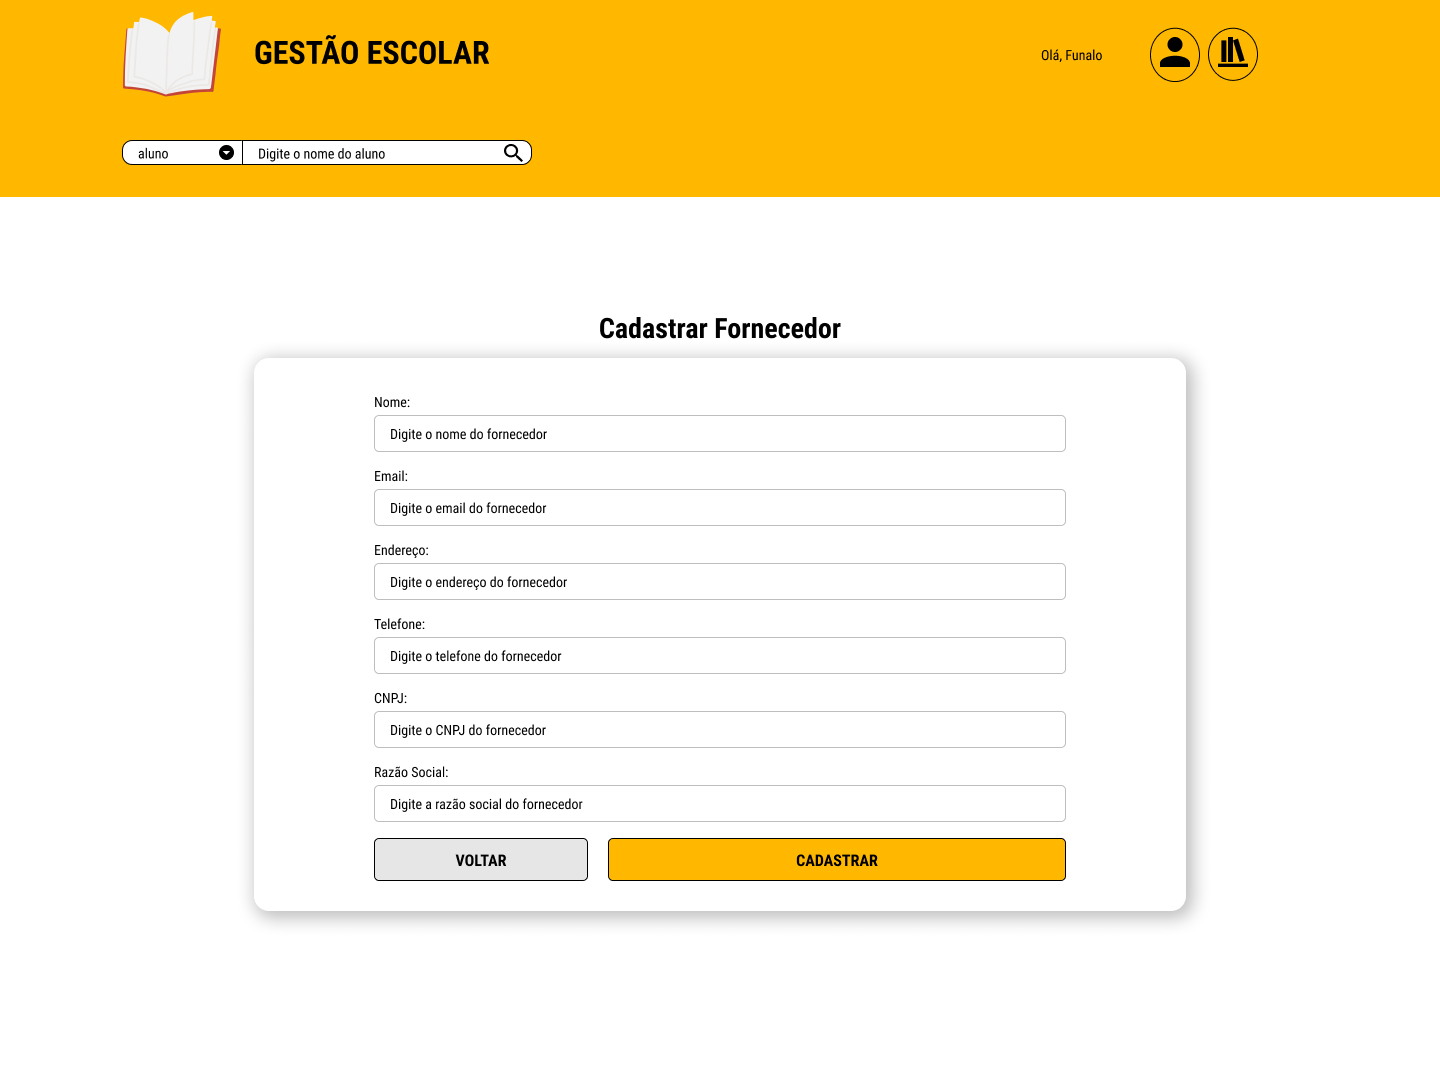 GESTÃO ESCOLAR
Olá, Funalo
aluno
Digite o nome do aluno
Cadastrar Fornecedor
Nome:
Digite o nome do fornecedor
Email:
Digite o email do fornecedor
Endereço:
Digite o endereço do fornecedor
Telefone:
Digite o telefone do fornecedor
CNPJ:
Digite o CNPJ do fornecedor
Razão Social:
Digite a razão social do fornecedor
VOLTAR
CADASTRAR